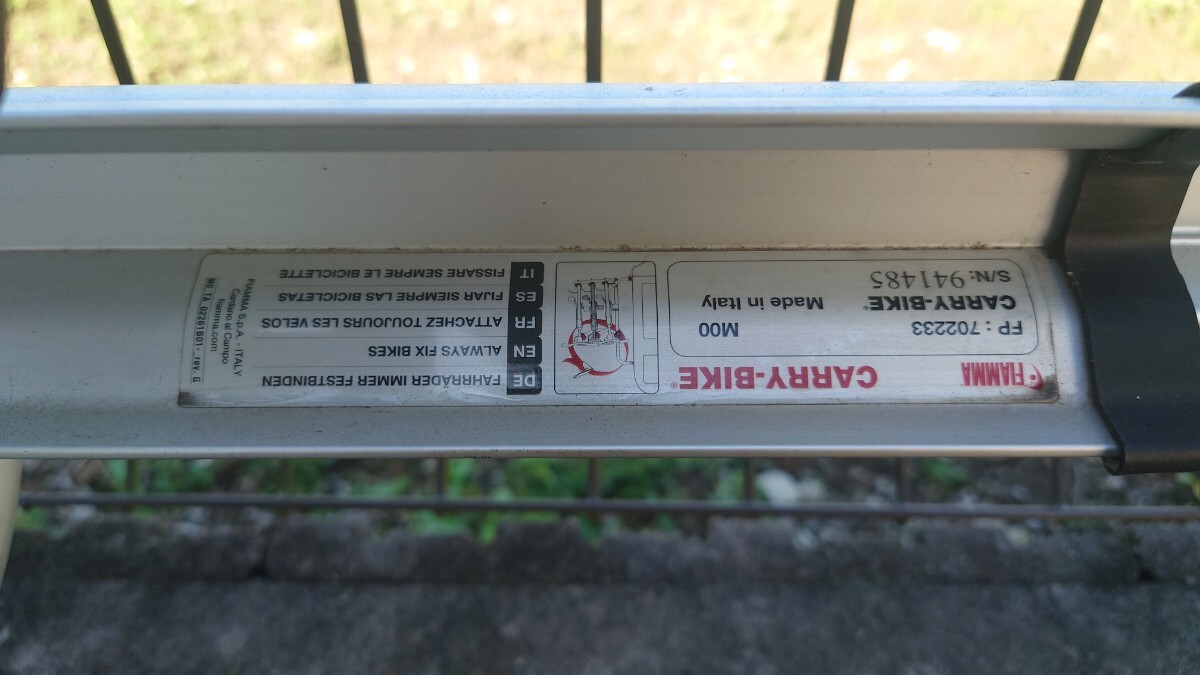 FIAMMA CARRY-BIKE®
FP: 702233 M00
CARRY-BIKE® Made in Italy
S/N: 941485
DE FAHRRÄDER IMMER FESTBINDEN
EN ALWAYS FIX BIKES
FR ATTACHEZ TOUJOURS LES VELOS
ES FIJAR SIEMPRE LAS BICICLETAS
IT FISSARE SEMPRE LE BICICLETTE
FIAMMA S.p.A. - ITALY
Cardano al Campo
fiamma.com